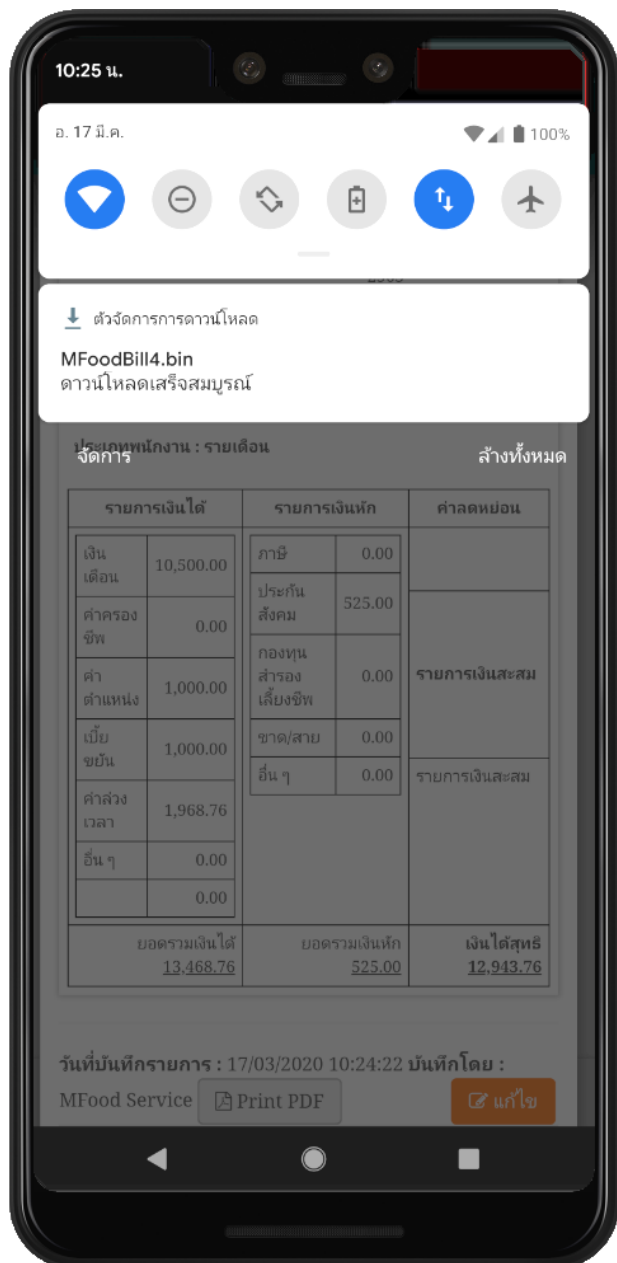 10:25 น.
อ. 17 มี.ค.
100%
ตัวจัดการการดาวน์โหลด
MFoodBill4.bin
ดาวน์โหลดเสร็จสมบูรณ์
ประเภทพนักงาน : รายเดือน
จัดการ
ล้างทั้งหมด
รายการเงินได้ รายการเงินหัก ค่าลดหย่อน
เงิน
เดือน 10,500.00
ค่าครอง
ชีพ 0.00
ค่า
ตำแหน่ง 1,000.00
เบี้ย
ขยัน 1,000.00
ค่าล่วง
เวลา 1,968.76
อื่น ๆ 0.00
0.00
ภาษี 0.00
ประกัน
สังคม 525.00
กองทุน
สำรอง
เลี้ยงชีพ 0.00
ขาด/สาย 0.00
อื่น ๆ 0.00
รายการเงินสะสม
รายการเงินสะสม
ยอดรวมเงินได้
13,468.76
ยอดรวมเงินหัก
525.00
เงินได้สุทธิ
12,943.76
วันที่บันทึกรายการ : 17/03/2020 10:24:22 บันทึกโดย :
MFood Service Print PDF แก้ไข